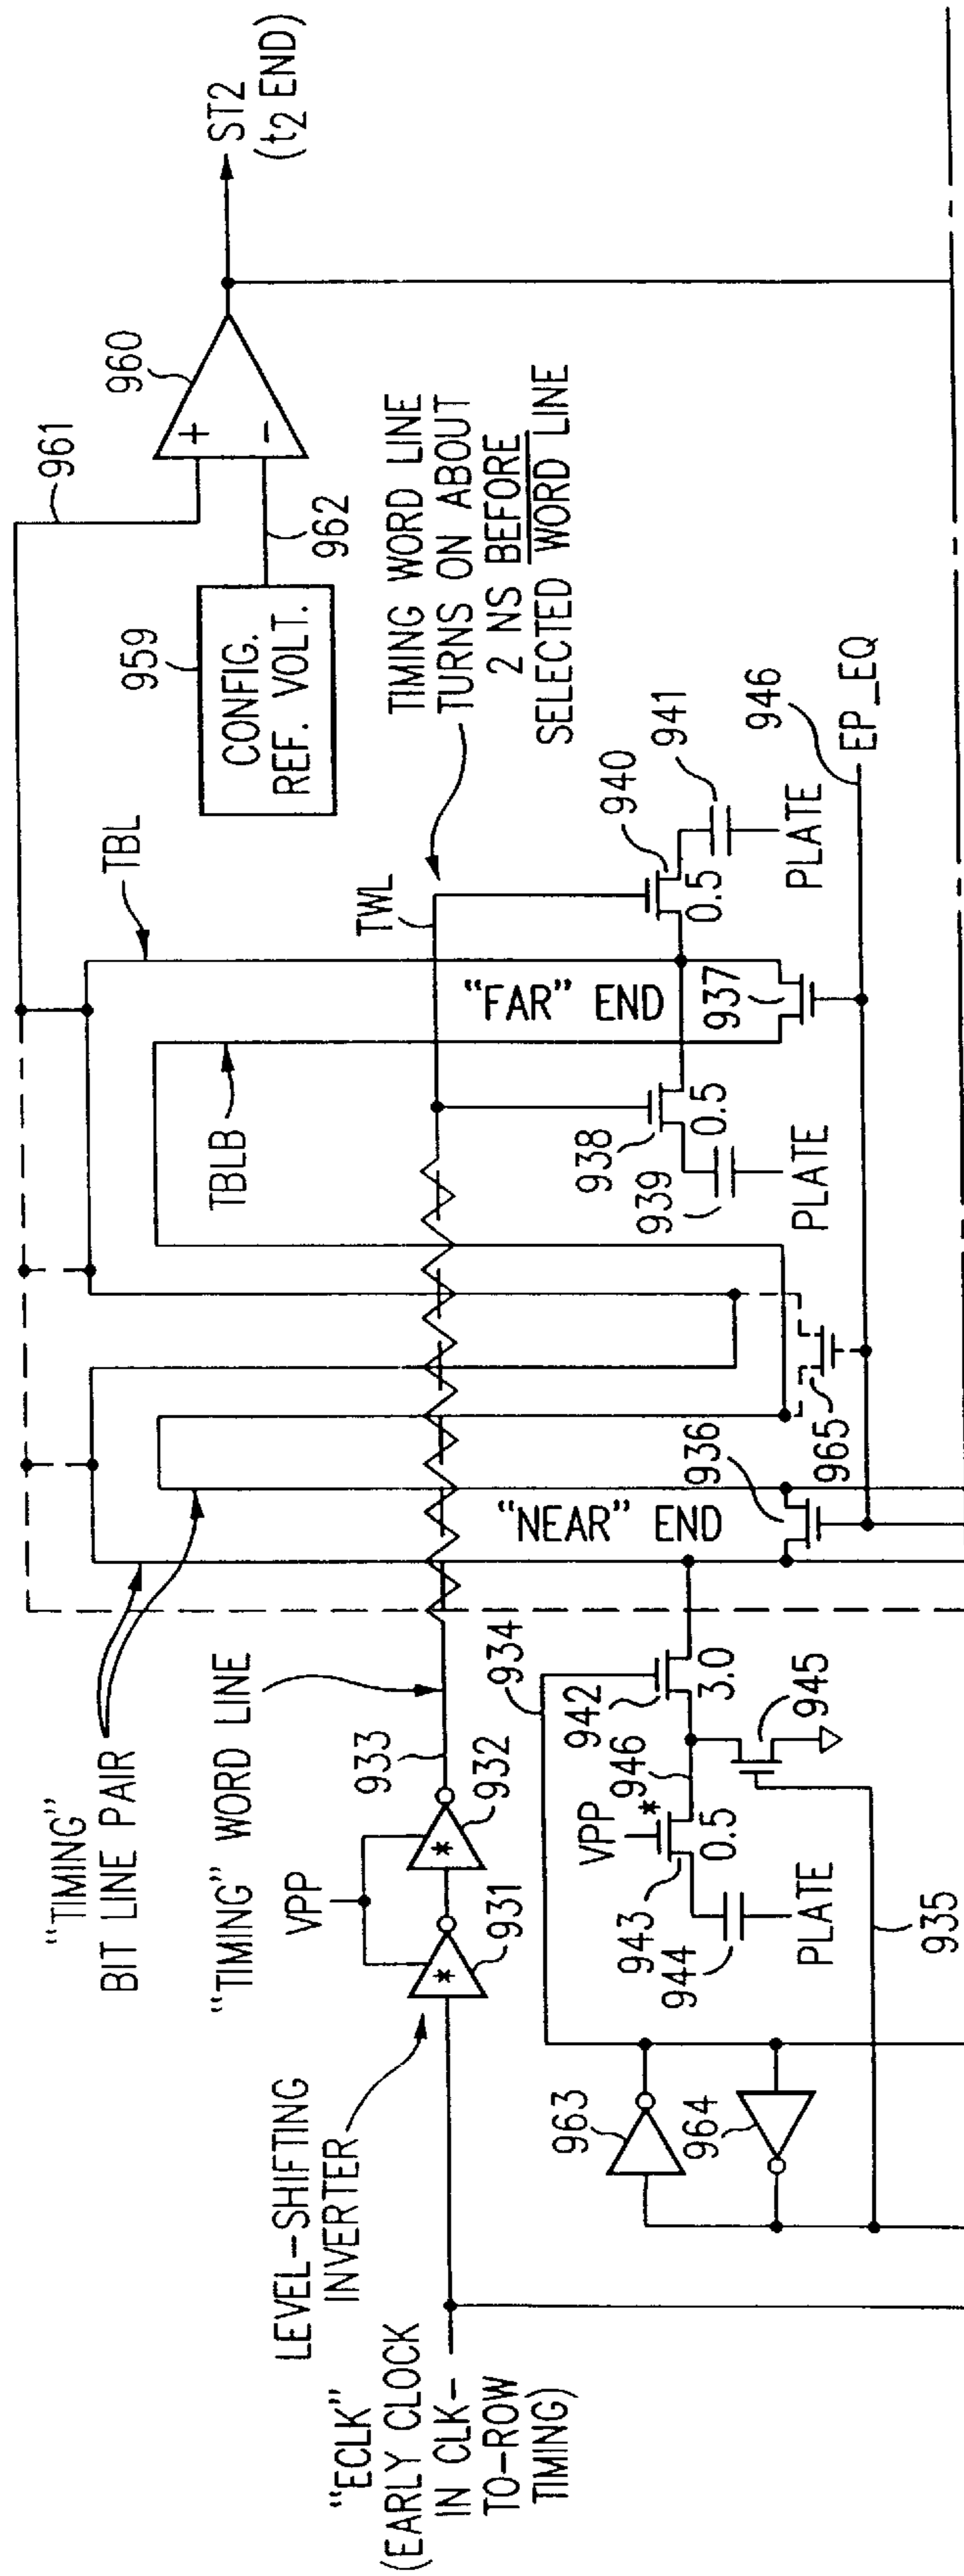 "ECLK"
(EARLY CLOCK
IN CLK-
TO-ROW
TIMING)
LEVEL-SHIFTING
INVERTER
"TIMING"
BIT LINE PAIR
"TIMING" WORD LINE
VPP
*
*
931
932
933
963
964
934
942
3.0
946
VPP
*
943
0.5
944
PLATE
945
935
"NEAR" END
936
965
TBLB
TBL
"FAR" END
937
TWL
938
0.5
939
PLATE
940
0.5
941
PLATE
946
EP_EQ
TIMING WORD LINE
TURNS ON ABOUT
2 NS BEFORE
SELECTED WORD LINE
959
CONFIG.
REF. VOLT.
961
962
960
+
-
ST2
(t2 END)